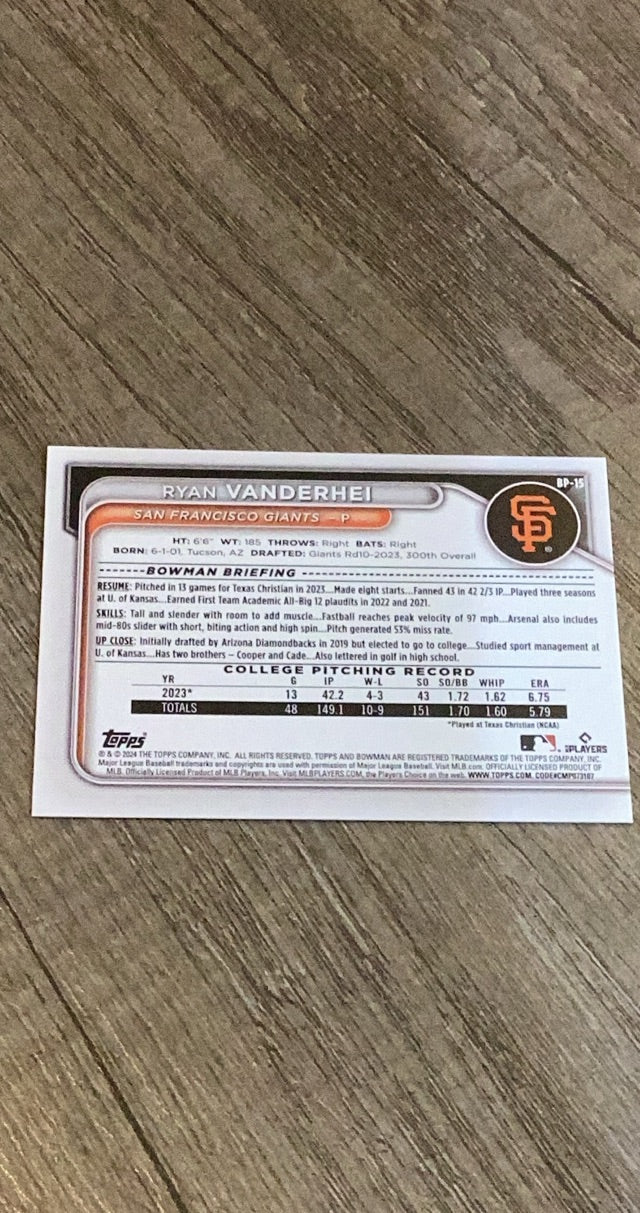 BP-15
RYAN VANDERHEI
SAN FRANCISCO GIANTS – P
SF
HT: 6'6" WT: 185 THROWS: Right BATS: Right
BORN: 6-1-01, Tucson, AZ DRAFTED: Giants Rd10-2023, 300th Overall
BOWMAN BRIEFING
RESUME: Pitched in 13 games for Texas Christian in 2023...Made eight starts...Fanned 43 in 42 2/3 IP...Played three seasons
at U. of Kansas...Earned First Team Academic All-Big 12 plaudits in 2022 and 2021.
SKILLS: Tall and slender with room to add muscle...Fastball reaches peak velocity of 97 mph...Arsenal also includes
mid-80s slider with short, biting action and high spin...Pitch generated 53% miss rate.
UP CLOSE: Initially drafted by Arizona Diamondbacks in 2019 but elected to go to college...Studied sport management at
U. of Kansas...Has two brothers – Cooper and Cade...Also lettered in golf in high school.
COLLEGE PITCHING RECORD
YR G IP W-L SO SO/BB WHIP ERA
2023* 13 42.2 4-3 43 1.72 1.62 6.75
TOTALS 48 149.1 10-9 151 1.70 1.60 5.79
*Played at Texas Christian (NCAA)
Topps
MLB PLAYERS
® & © 2024 THE TOPPS COMPANY, INC. ALL RIGHTS RESERVED. TOPPS AND BOWMAN ARE REGISTERED TRADEMARKS OF THE TOPPS COMPANY, INC.
Major League Baseball trademarks and copyrights are used with permission of Major League Baseball. Visit MLB.com. OFFICIALLY LICENSED PRODUCT OF
MLB. Officially Licensed Product of MLB Players, Inc. Visit MLBPLAYERS.COM, the Players Choice on the web. WWW.TOPPS.COM. CODE#CMP073107